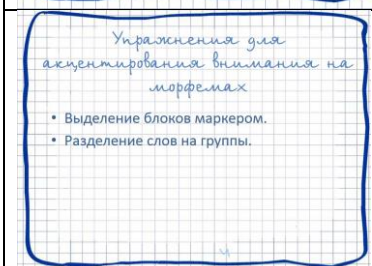 Упражнения для
акцентирования внимания на
морфемах
• Выделение блоков маркером.
• Разделение слов на группы.